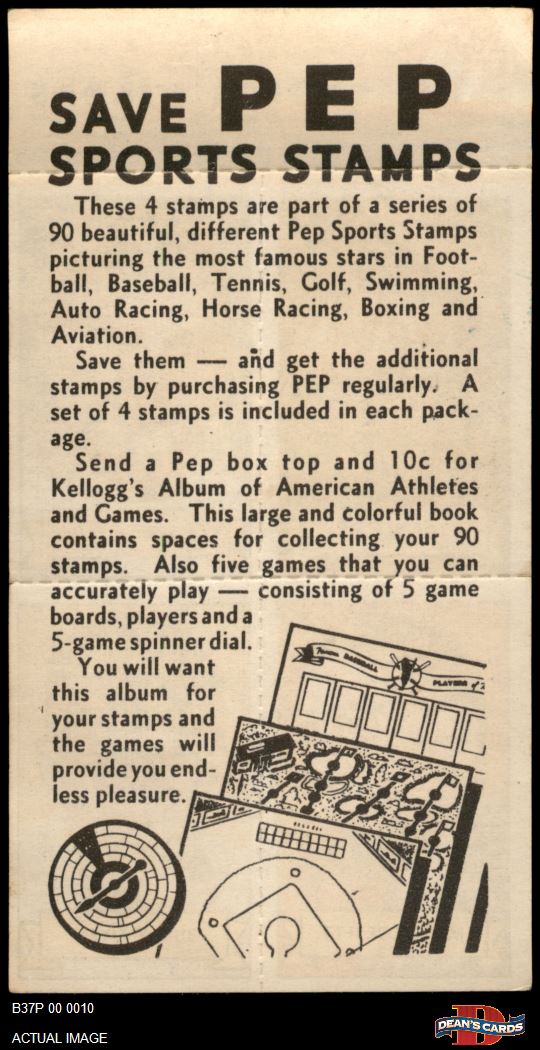 SAVE PEP
SPORTS STAMPS
These 4 stamps are part of a series of
90 beautiful, different Pep Sports Stamps
picturing the most famous stars in Foot-
ball, Baseball, Tennis, Golf, Swimming,
Auto Racing, Horse Racing, Boxing and
Aviation.
Save them — and get the additional
stamps by purchasing PEP regularly. A
set of 4 stamps is included in each pack-
age.
Send a Pep box top and 10c for
Kellogg's Album of American Athletes
and Games. This large and colorful book
contains spaces for collecting your 90
stamps. Also five games that you can
accurately play — consisting of 5 game
boards, players and a
5-game spinner dial.
You will want
this album for
your stamps and
the games will
provide you end-
less pleasure.
BASEBALL
PLAYERS of
B37P 00 0010
ACTUAL IMAGE
D
DEAN'S CARDS